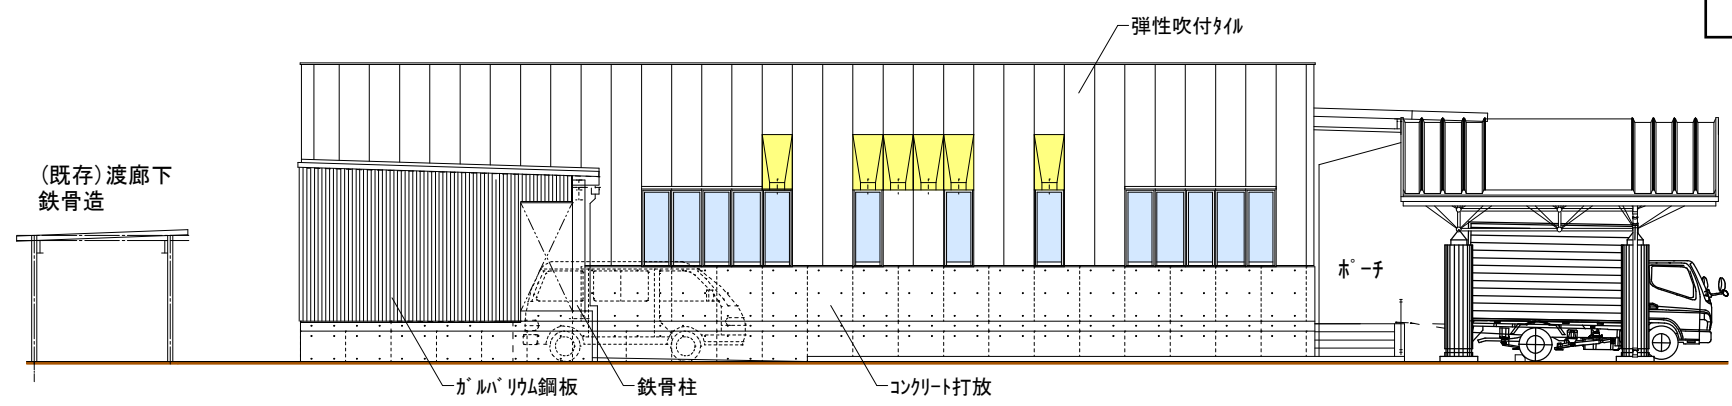 弾性吹付ﾀｲﾙ
(既存)渡廊下
鉄骨造
ﾎﾟｰﾁ
ｶﾞﾙﾊﾞﾘｳﾑ鋼板
鉄骨柱
ｺﾝｸﾘｰﾄ打放